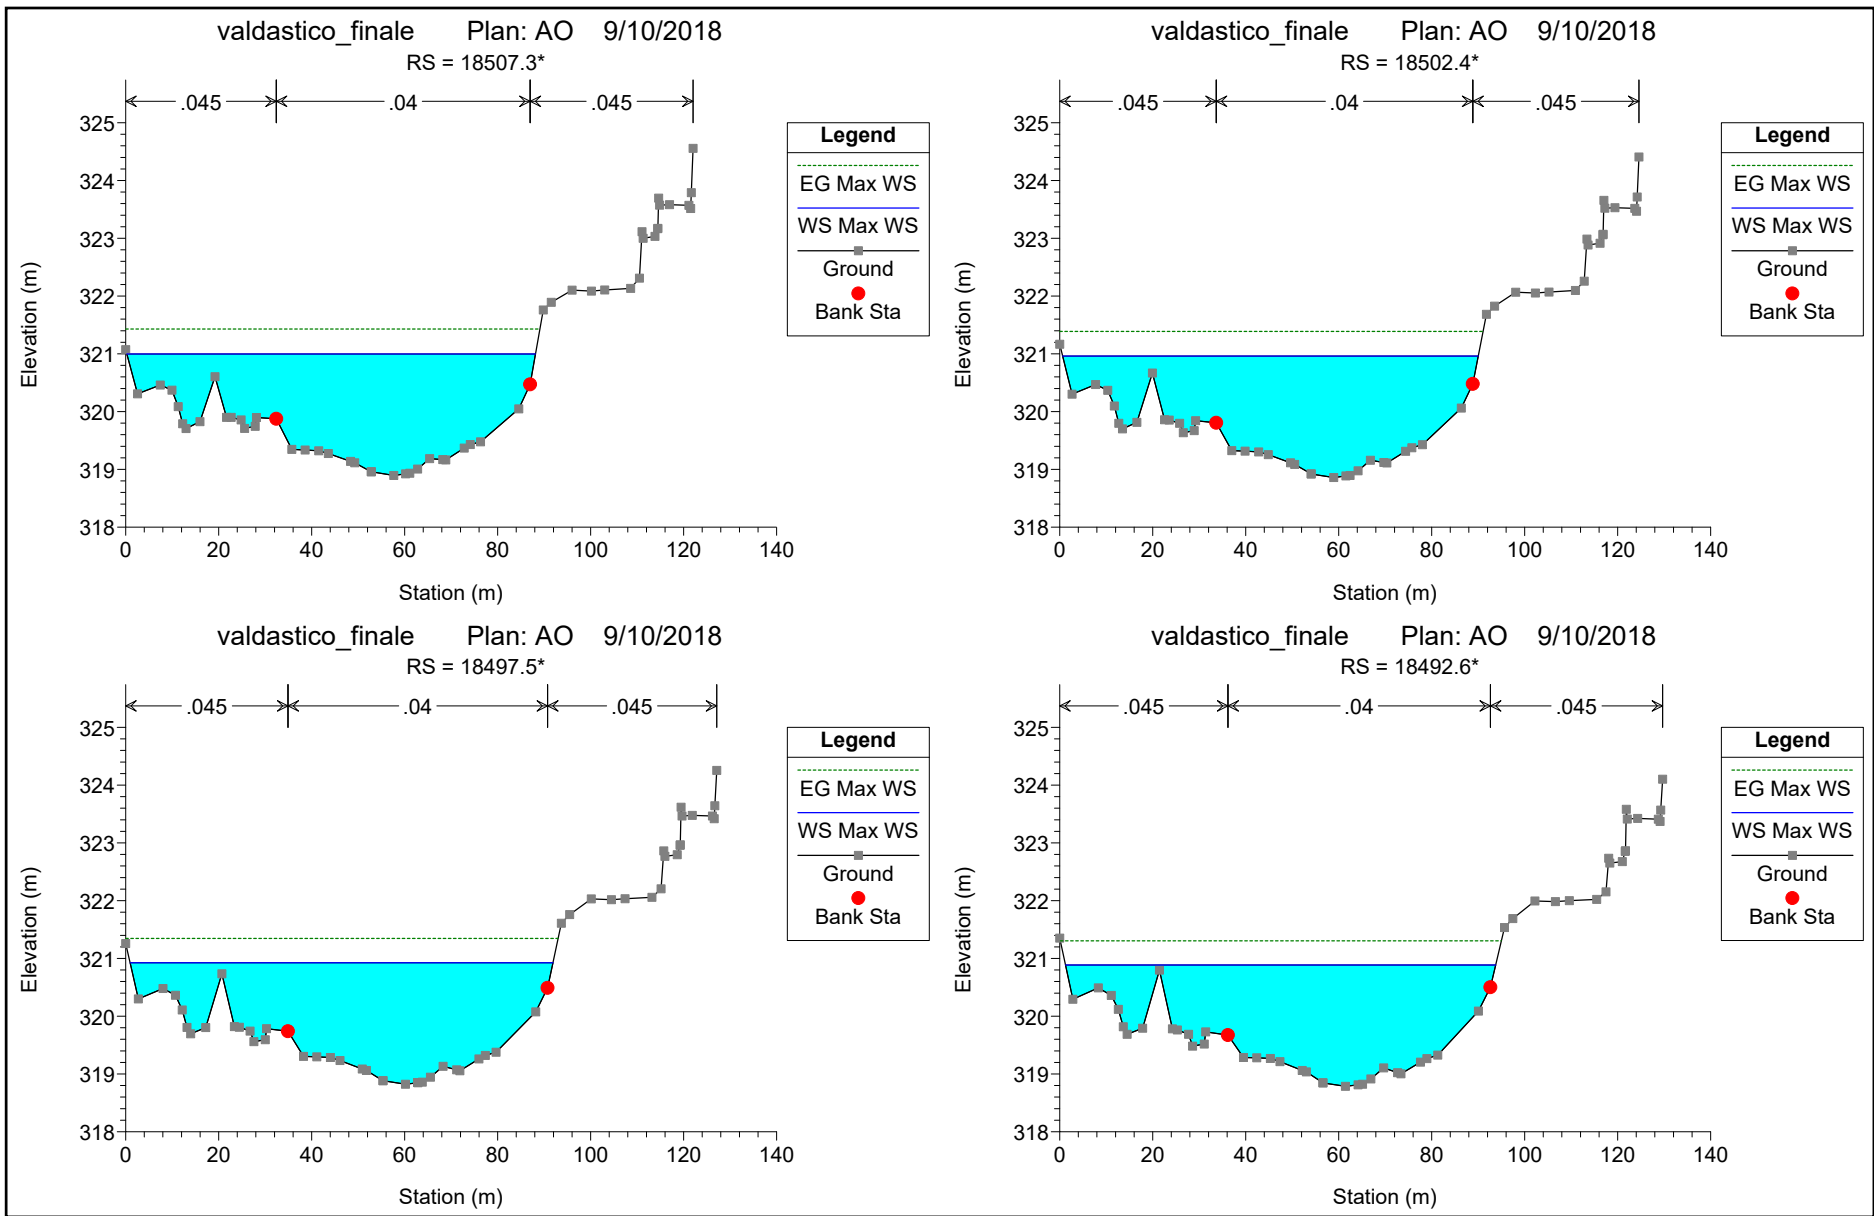 valdastico_finale Plan: AO 9/10/2018
RS = 18507.3*
.045 .04 .045
325
324
323
322
321
320
319
318
Elevation (m)
0 20 40 60 80 100 120 140
Station (m)
Legend
EG Max WS
WS Max WS
Ground
Bank Sta
valdastico_finale Plan: AO 9/10/2018
RS = 18502.4*
.045 .04 .045
325
324
323
322
321
320
319
318
Elevation (m)
0 20 40 60 80 100 120 140
Station (m)
Legend
EG Max WS
WS Max WS
Ground
Bank Sta
valdastico_finale Plan: AO 9/10/2018
RS = 18497.5*
.045 .04 .045
325
324
323
322
321
320
319
318
Elevation (m)
0 20 40 60 80 100 120 140
Station (m)
Legend
EG Max WS
WS Max WS
Ground
Bank Sta
valdastico_finale Plan: AO 9/10/2018
RS = 18492.6*
.045 .04 .045
325
324
323
322
321
320
319
318
Elevation (m)
0 20 40 60 80 100 120 140
Station (m)
Legend
EG Max WS
WS Max WS
Ground
Bank Sta